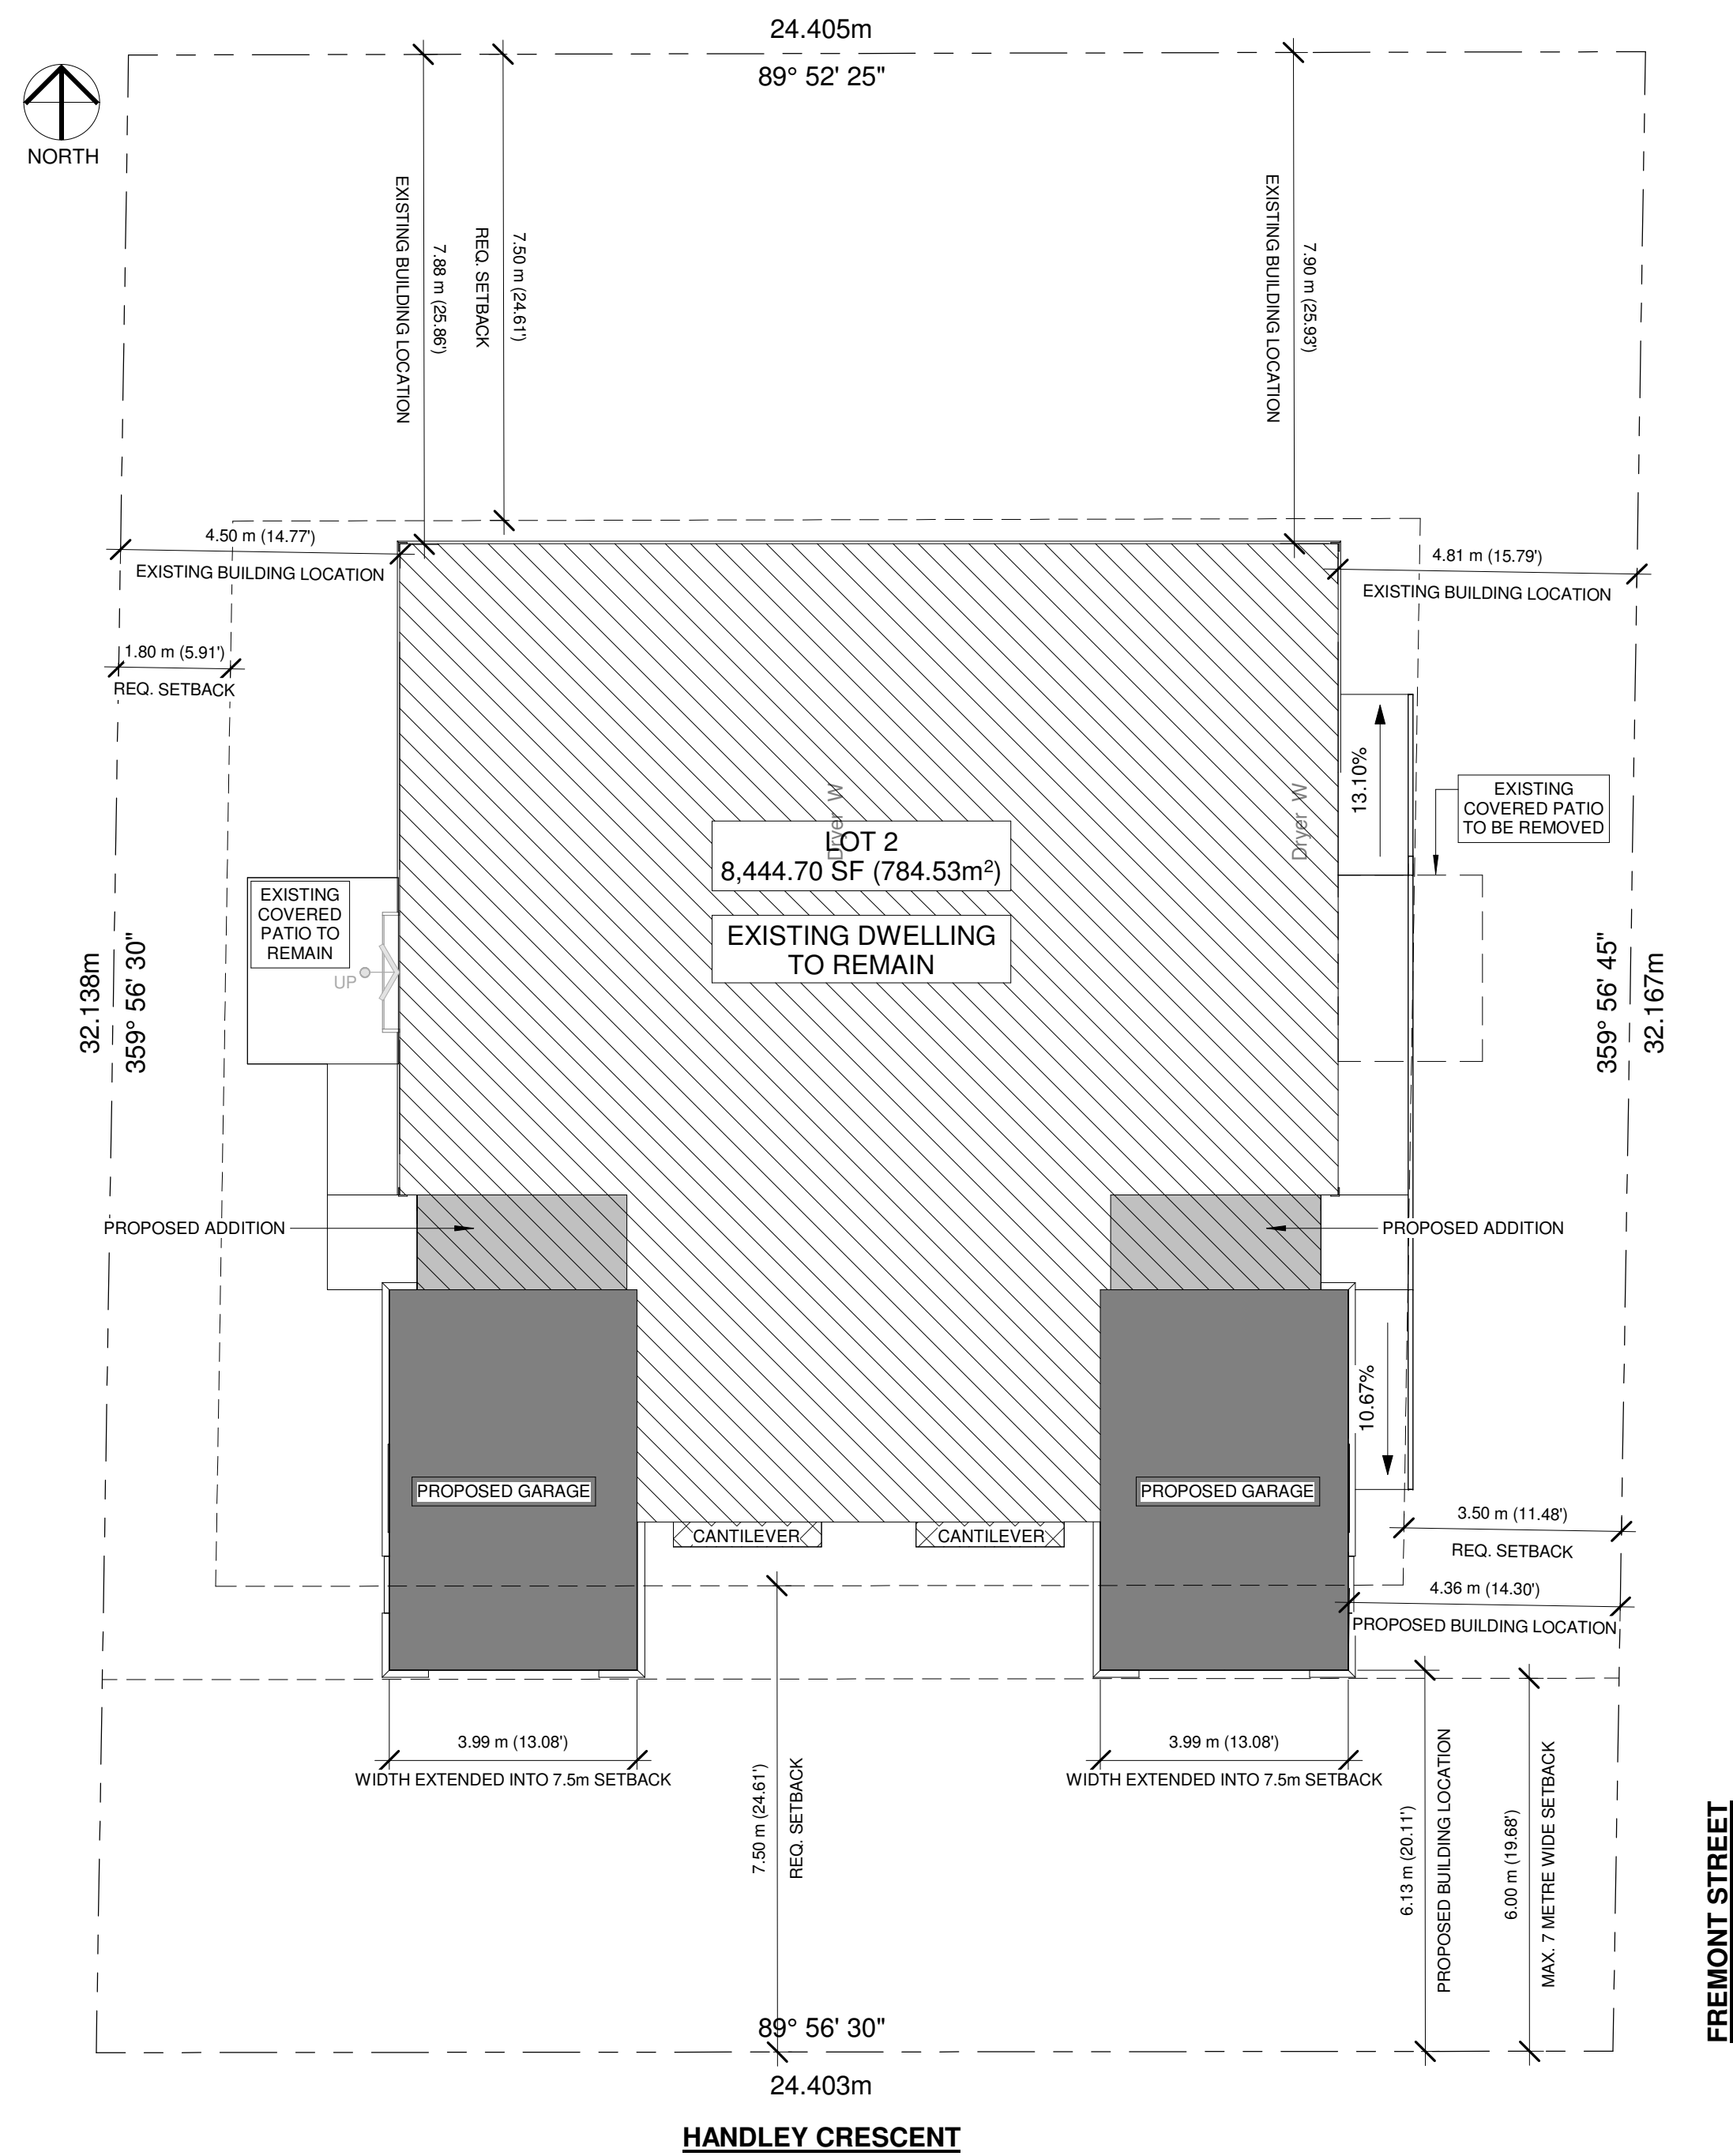 24.405m
89° 52' 25"
NORTH
EXISTING BUILDING LOCATION
7.88 m (25.86')
REQ. SETBACK
7.50 m (24.61')
EXISTING BUILDING LOCATION
7.90 m (25.93')
4.50 m (14.77')
EXISTING BUILDING LOCATION
4.81 m (15.79')
EXISTING BUILDING LOCATION
1.80 m (5.91')
REQ. SETBACK
13.10%
EXISTING
COVERED PATIO
TO BE REMOVED
Dryer W
Dryer W
LOT 2
8,444.70 SF (784.53m²)
EXISTING
COVERED
PATIO TO
REMAIN
EXISTING DWELLING
TO REMAIN
UP
32.138m
359° 56' 30"
359° 56' 45"
32.167m
PROPOSED ADDITION
PROPOSED ADDITION
10.67%
PROPOSED GARAGE
PROPOSED GARAGE
CANTILEVER
CANTILEVER
3.50 m (11.48')
REQ. SETBACK
4.36 m (14.30')
PROPOSED BUILDING LOCATION
3.99 m (13.08')
WIDTH EXTENDED INTO 7.5m SETBACK
3.99 m (13.08')
WIDTH EXTENDED INTO 7.5m SETBACK
7.50 m (24.61')
REQ. SETBACK
6.13 m (20.11')
PROPOSED BUILDING LOCATION
6.00 m (19.68')
MAX. 7 METRE WIDE SETBACK
FREMONT STREET
89° 56' 30"
24.403m
HANDLEY CRESCENT